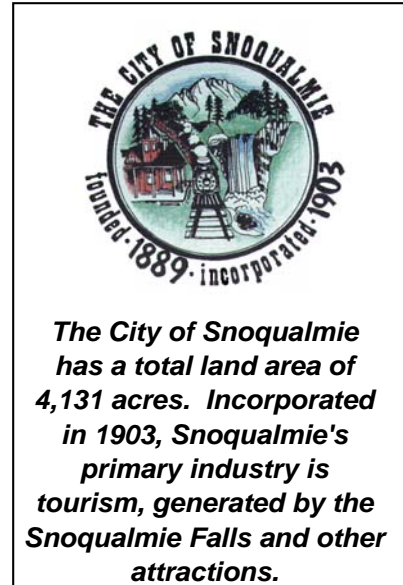 THE CITY OF SNOQUALMIE
founded · 1889 · incorporated · 1903
The City of Snoqualmie
has a total land area of
4,131 acres.  Incorporated
in 1903, Snoqualmie's
primary industry is
tourism, generated by the
Snoqualmie Falls and other
attractions.